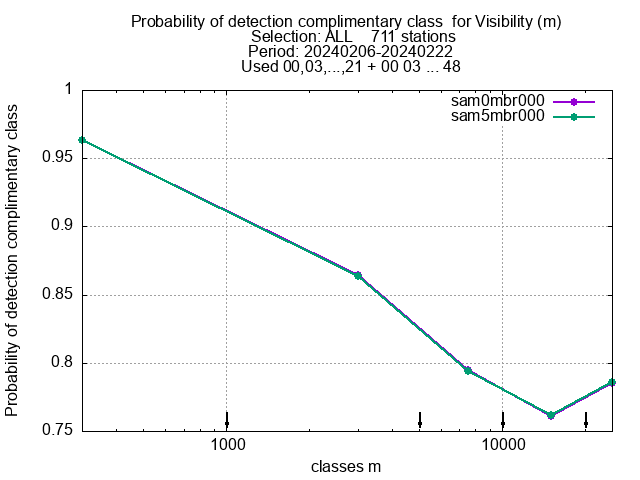 Probability of detection complimentary class  for Visibility (m)
Selection: ALL    711 stations
Period: 20240206-20240222
Used 00,03,...,21 + 00 03 ... 48
sam0mbr000
sam5mbr000
Probability of detection complimentary class
1
0.95
0.9
0.85
0.8
0.75
1000
10000
classes m